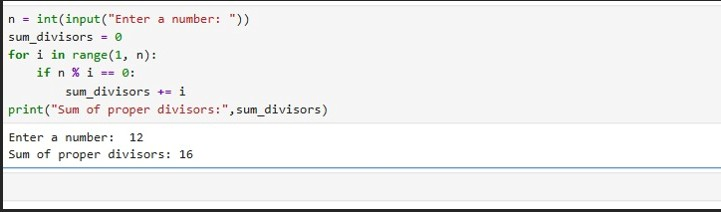 n = int(input("Enter a number: "))
sum_divisors = 0
for i in range(1, n):
    if n % i == 0:
        sum_divisors += i
print("Sum of proper divisors:",sum_divisors)
Enter a number:  12
Sum of proper divisors: 16